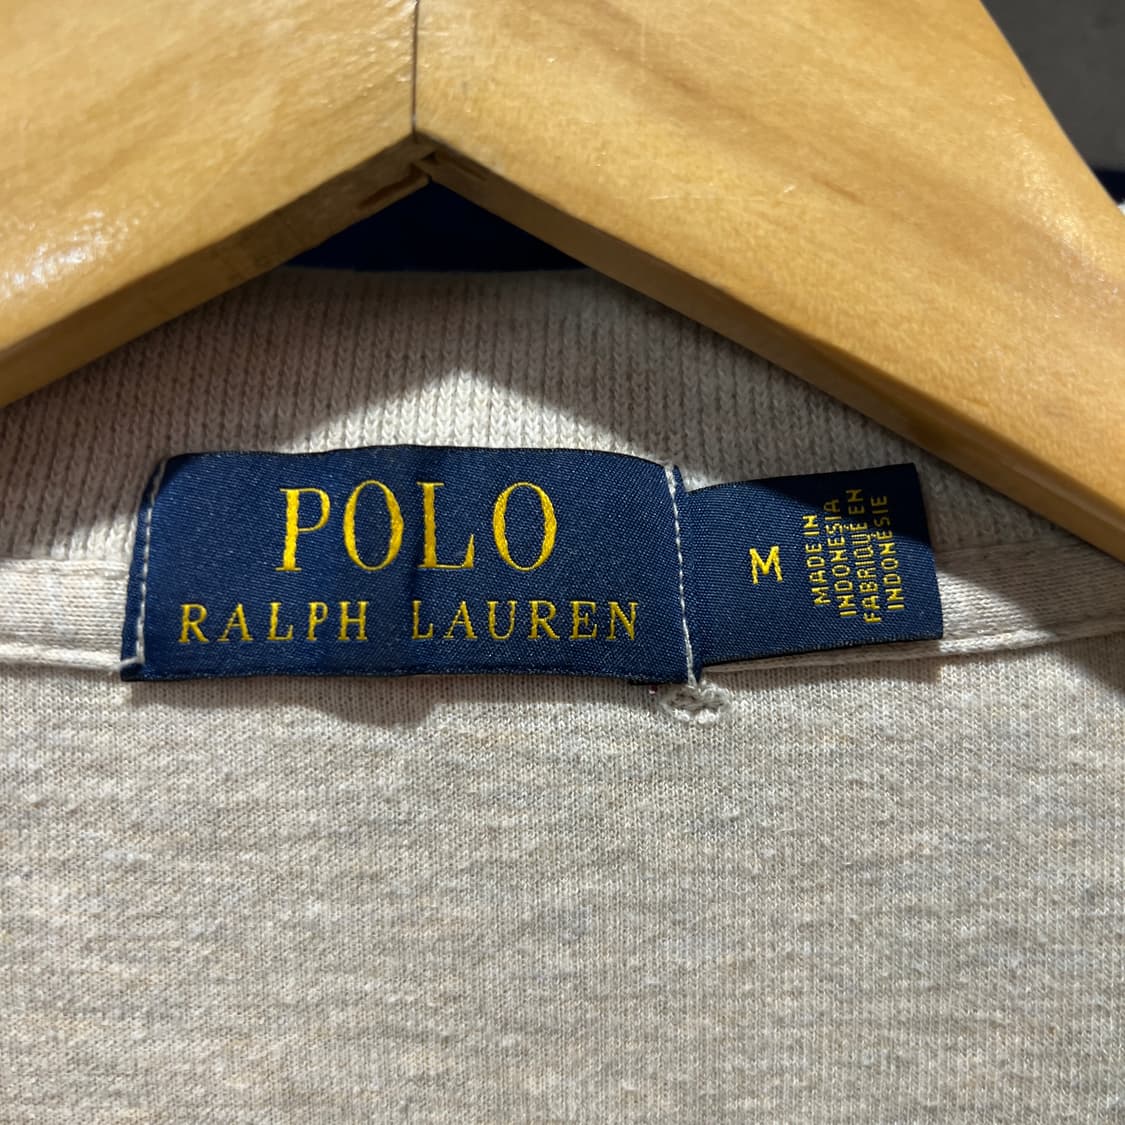 POLO
RALPH LAUREN
M
MADE IN
INDONESIA
FABRIQUÉ EN
INDONÉSIE